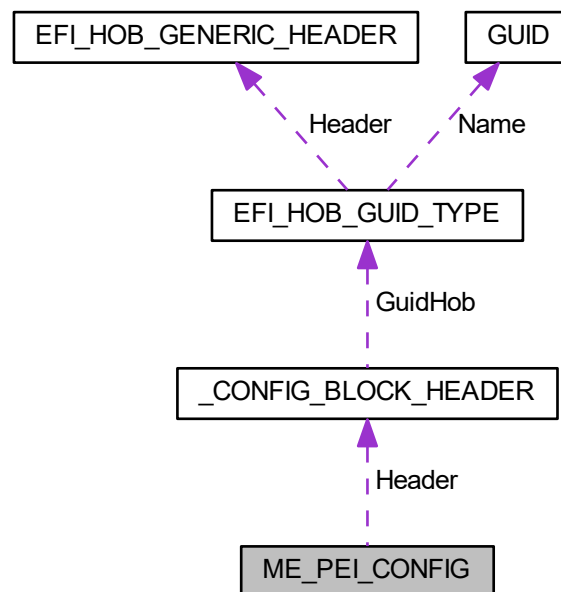 EFI_HOB_GENERIC_HEADER
GUID
Header
Name
EFI_HOB_GUID_TYPE
GuidHob
_CONFIG_BLOCK_HEADER
Header
ME_PEI_CONFIG